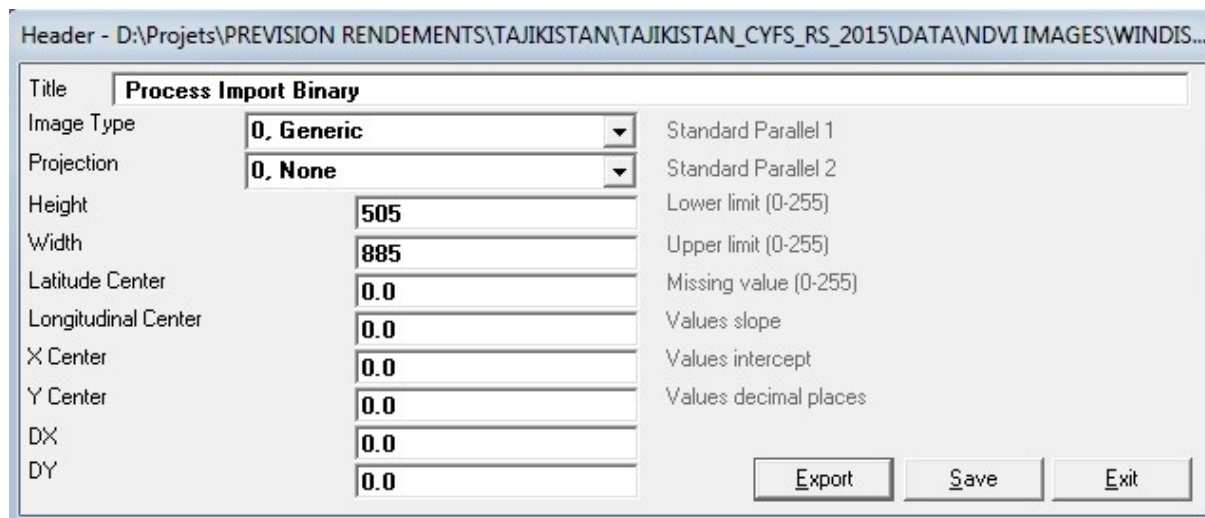 Header - D:\Projets\PREVISION RENDEMENTS\TAJIKISTAN\TAJIKISTAN_CYFS_RS_2015\DATA\NDVI IMAGES\WINDIS...
Title Process Import Binary
Image Type 0, Generic Standard Parallel 1
Projection 0, None Standard Parallel 2
Height 505 Lower limit (0-255)
Width 885 Upper limit (0-255)
Latitude Center 0.0 Missing value (0-255)
Longitudinal Center 0.0 Values slope
X Center 0.0 Values intercept
Y Center 0.0 Values decimal places
DX 0.0
DY 0.0 Export Save Exit